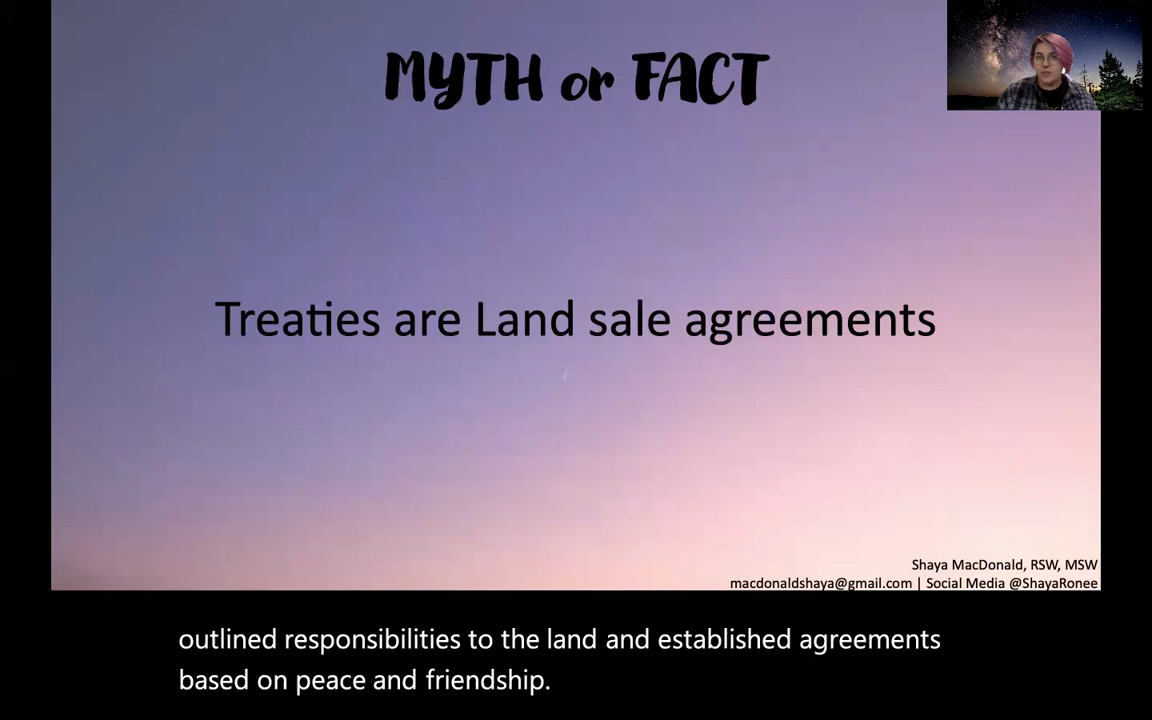 MYTH or FACT
Treaties are Land sale agreements
Shaya MacDonald, RSW, MSW
macdonaldshaya@gmail.com | Social Media @ShayaRonee
outlined responsibilities to the land and established agreements
based on peace and friendship.